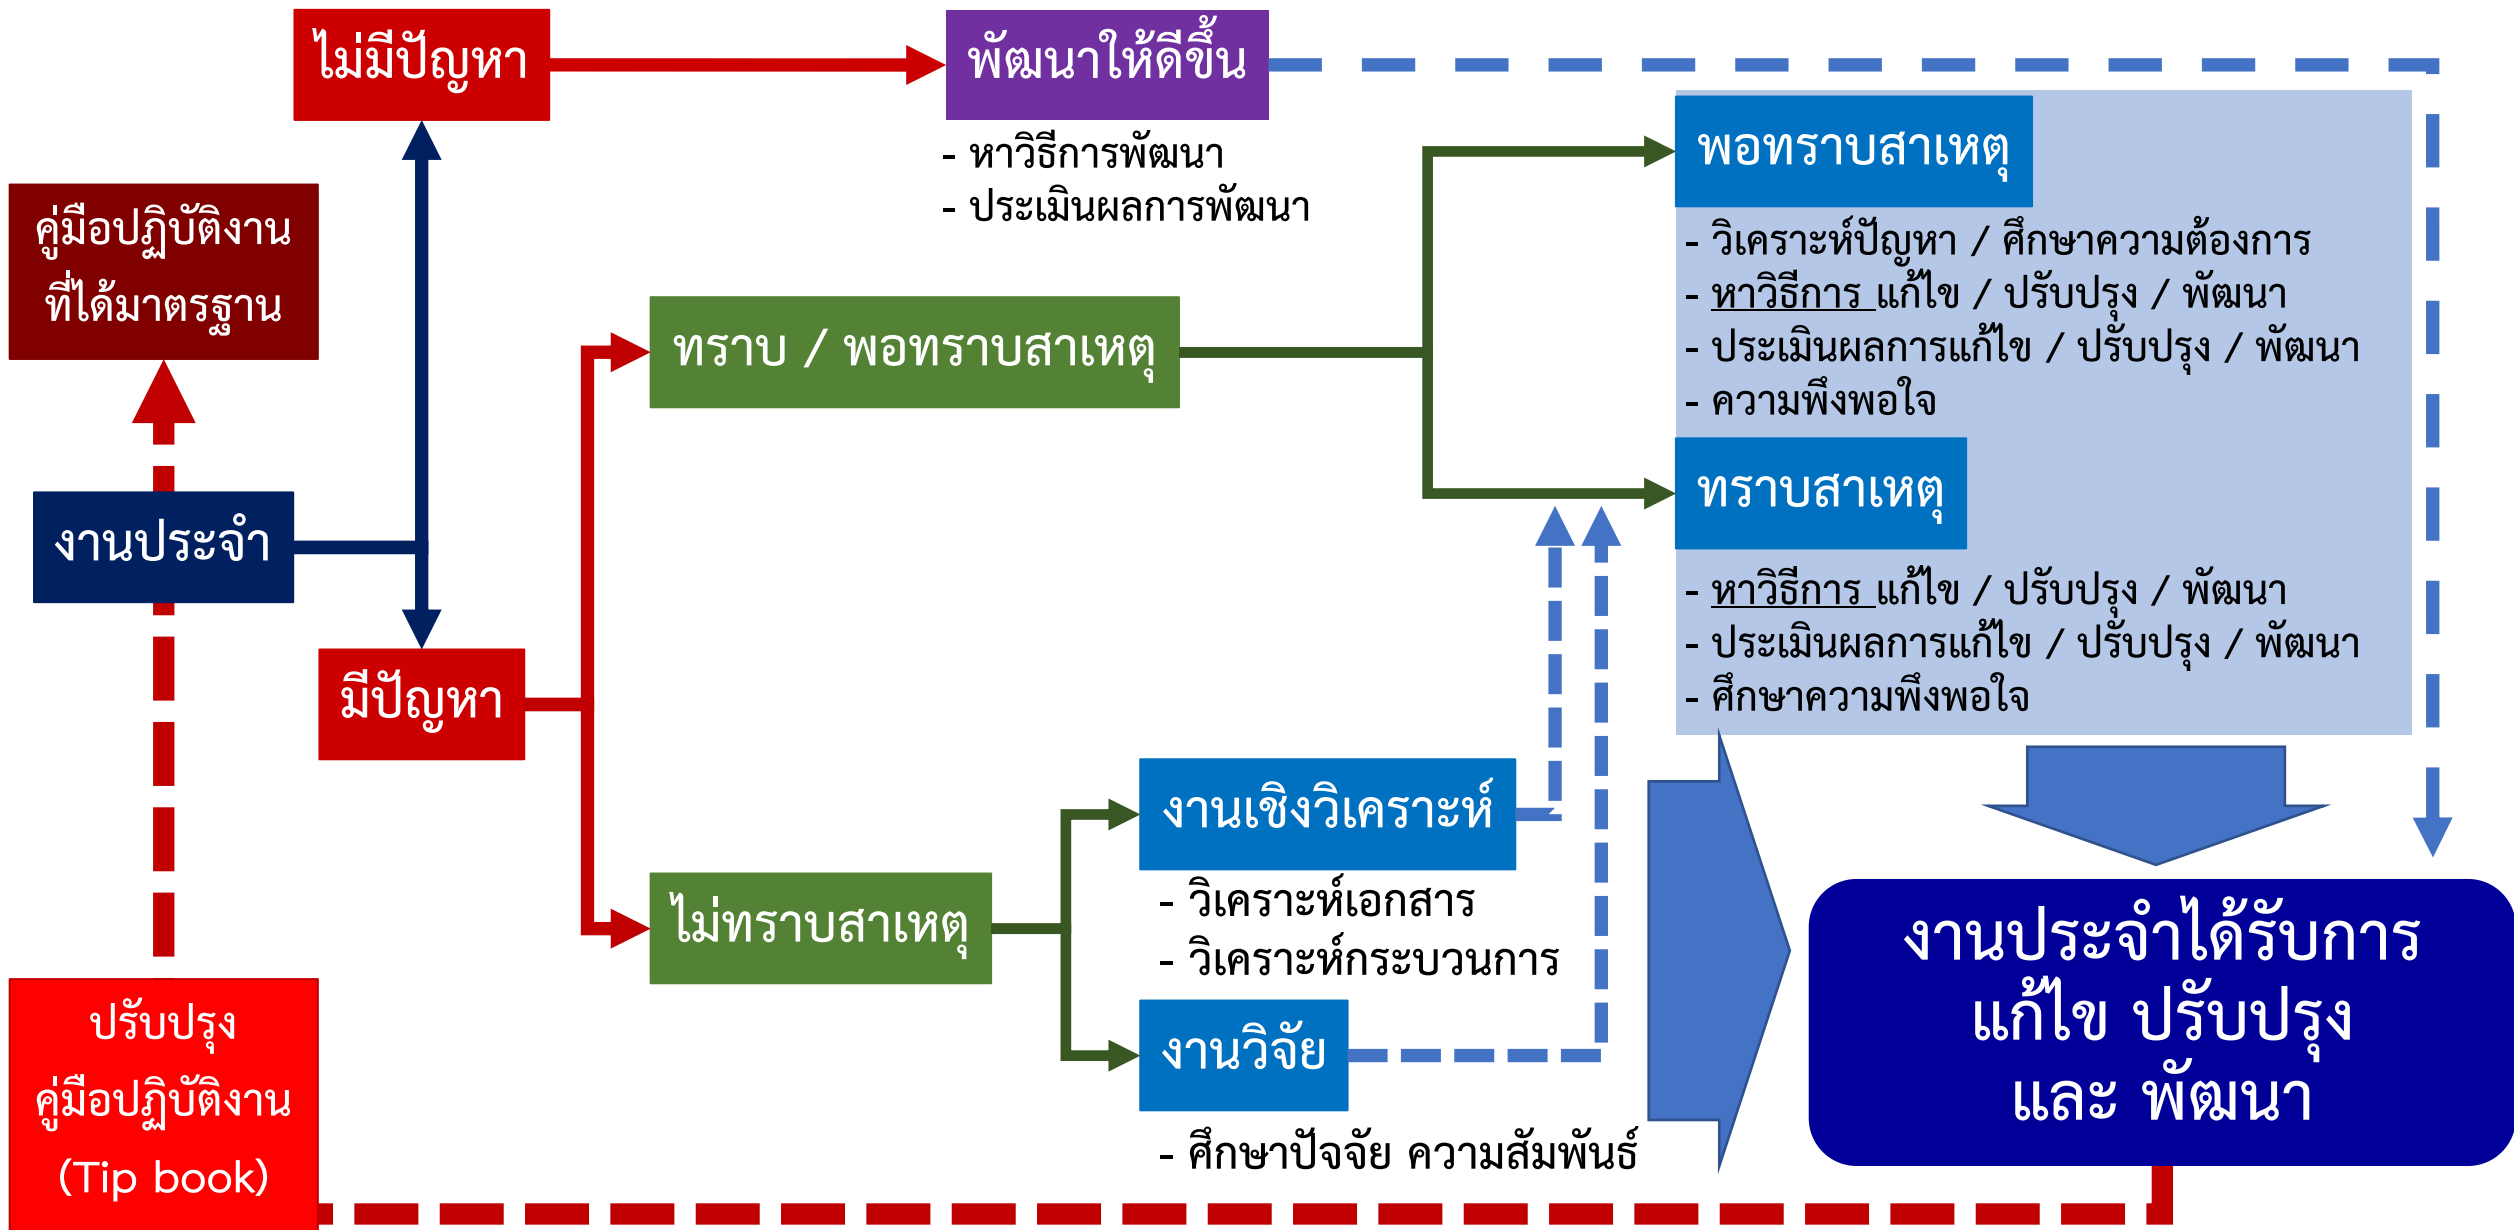 ไม่มีปัญหา
พัฒนาให้ดีขึ้น
- หาวิธีการพัฒนา
- ประเมินผลการพัฒนา
คู่มือปฏิบัติงาน
ที่ได้มาตรฐาน
งานประจำ
มีปัญหา
ทราบ / พอทราบสาเหตุ
พอทราบสาเหตุ
- วิเคราะห์ปัญหา / ศึกษาความต้องการ
- หาวิธีการ แก้ไข / ปรับปรุง / พัฒนา
- ประเมินผลการแก้ไข / ปรับปรุง / พัฒนา
- ความพึงพอใจ
ทราบสาเหตุ
- หาวิธีการ แก้ไข / ปรับปรุง / พัฒนา
- ประเมินผลการแก้ไข / ปรับปรุง / พัฒนา
- ศึกษาความพึงพอใจ
ไม่ทราบสาเหตุ
งานเชิงวิเคราะห์
- วิเคราะห์เอกสาร
- วิเคราะห์กระบวนการ
งานวิจัย
- ศึกษาปัจจัย ความสัมพันธ์
งานประจำได้รับการ
แก้ไข ปรับปรุง
และ พัฒนา
ปรับปรุง
คู่มือปฏิบัติงาน
(Tip book)